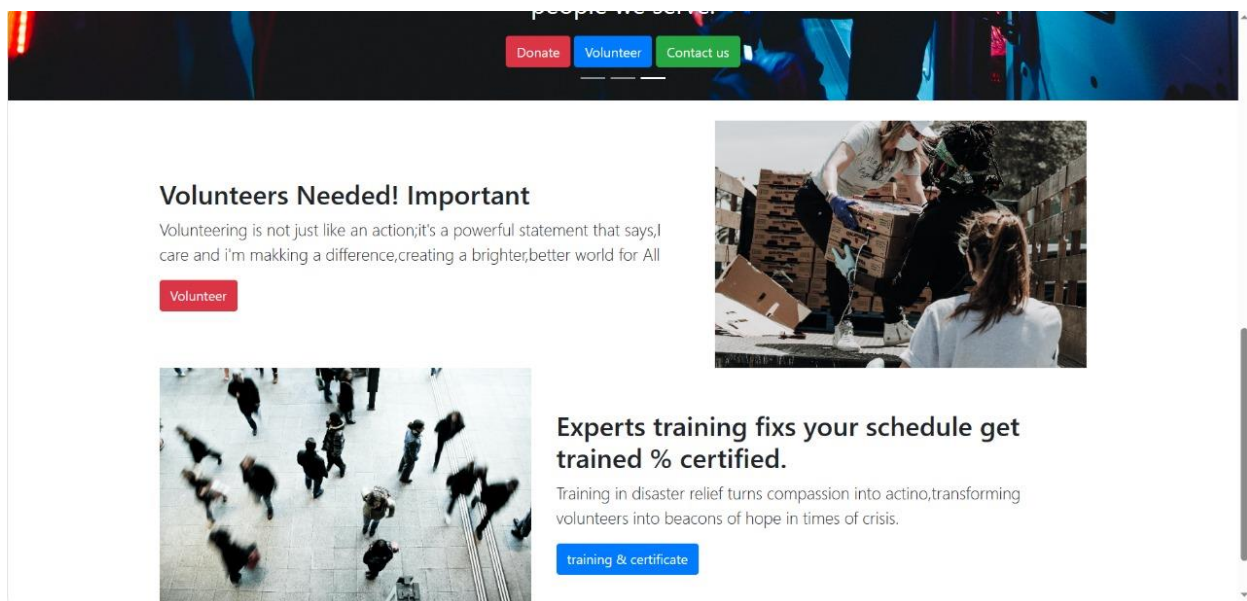 people we serve
Donate Volunteer Contact us
Volunteers Needed! Important
Volunteering is not just like an action;it's a powerful statement that says,I
care and i'm makking a difference,creating a brighter,better world for All
Volunteer
Experts training fixs your schedule get
trained % certified.
Training in disaster relief turns compassion into actino,transforming
volunteers into beacons of hope in times of crisis.
training & certificate